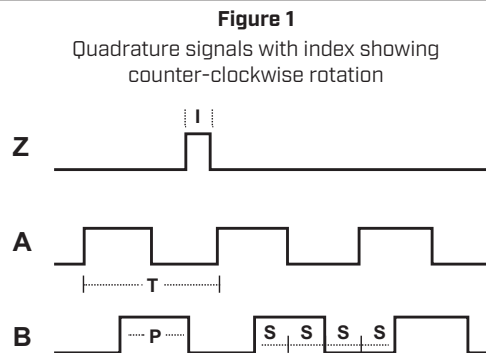 Figure 1
Quadrature signals with index showing
counter-clockwise rotation
I
Z
A
T
B
P
S S S S